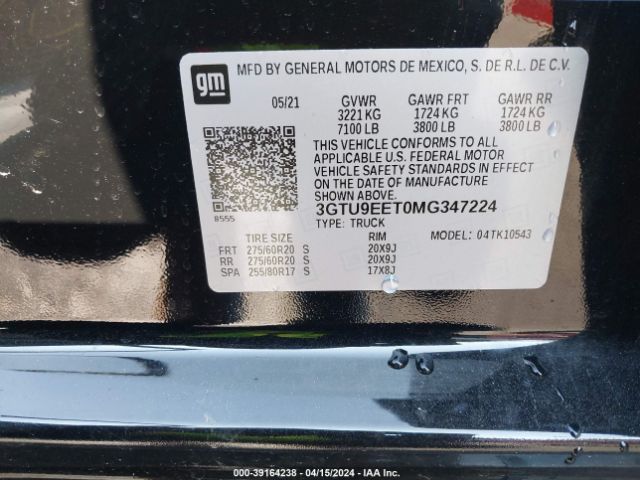 gm
MFD BY GENERAL MOTORS DE MEXICO, S. DE R.L. DE C.V.
05/21 GVWR GAWR FRT GAWR RR
3221 KG 1724 KG 1724 KG
7100 LB 3800 LB 3800 LB
THIS VEHICLE CONFORMS TO ALL
APPLICABLE U.S. FEDERAL MOTOR
VEHICLE SAFETY STANDARDS IN EFFECT
ON THE DATE OF MANUFACTURE
SHOWN ABOVE.
3GTU9EET0MG347224
8555 TYPE: TRUCK
TIRE SIZE RIM MODEL: 04TK10543
FRT 275/60R20 S 20X9J
RR 275/60R20 S 20X9J
SPA 255/80R17 S 17X8J
000-39164238 - 04/15/2024 - IAA Inc.